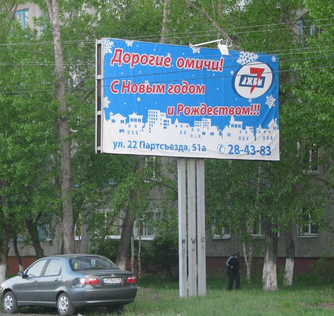 Дорогие омичи!
С Новым годом
и Рождеством!!!
ул. 22 Партсъезда, 51а
28-43-83